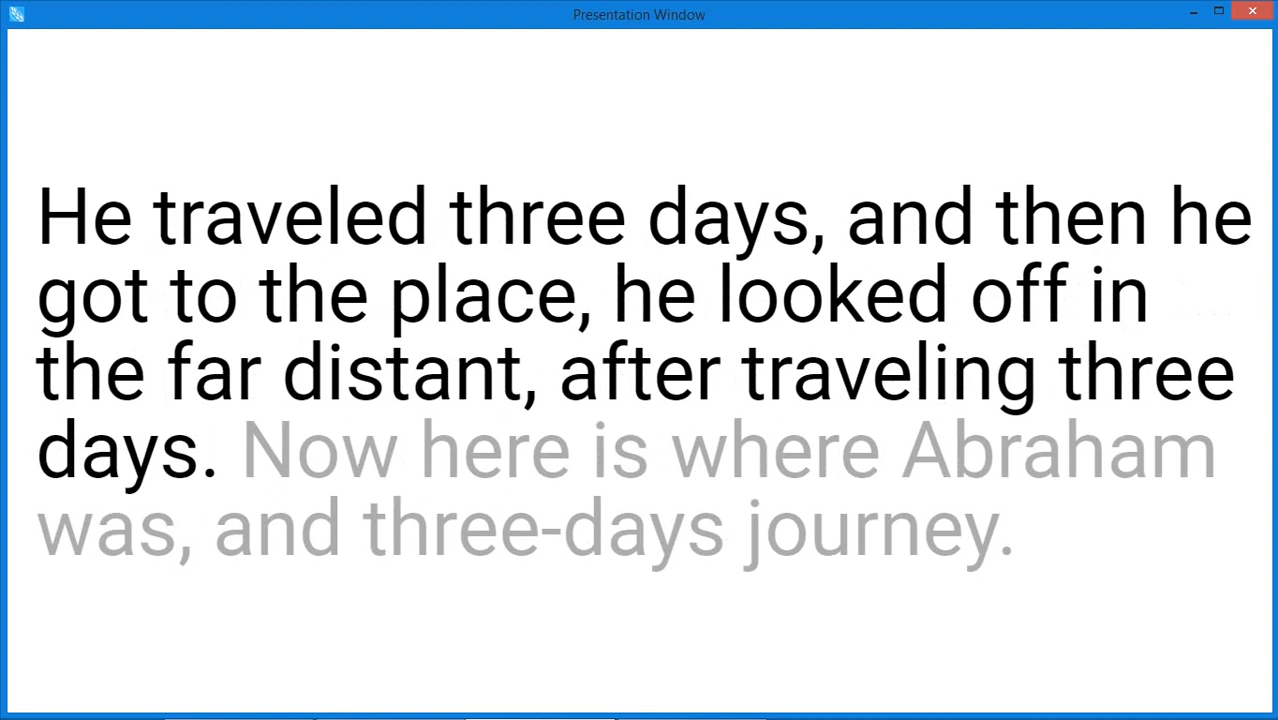 Presentation Window
He traveled three days, and then he
got to the place, he looked off in
the far distant, after traveling three
days. Now here is where Abraham
was, and three-days journey.